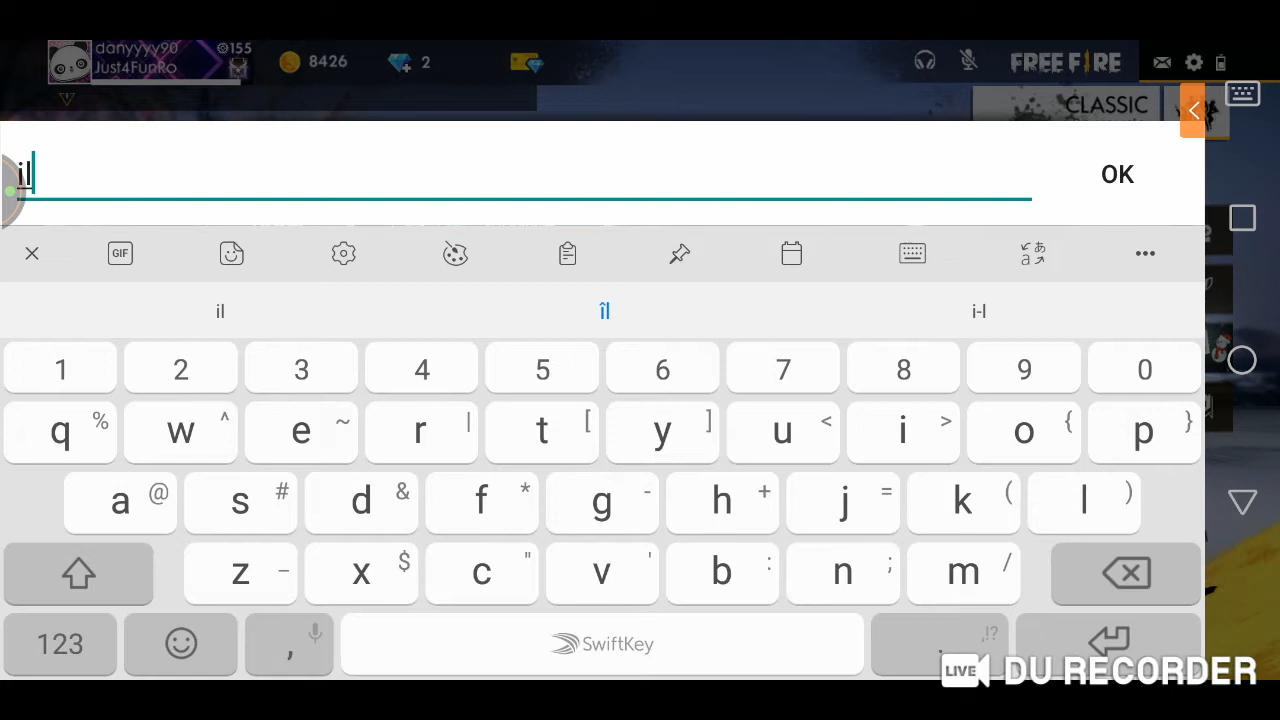 danyyyy90 155
Just4FunRo
8426
2
FREE FIRE
CLASSIC
il
OK
GIF
il îl i-l
1 2 3 4 5 6 7 8 9 0
q % w ^ e ~ r | t [ y ] u < i > o { p }
a @ s # d & f * g - h + j = k ( l )
z _ x $ c " v ' b : n ; m /
123 , SwiftKey . ,!?
LIVE DU RECORDER